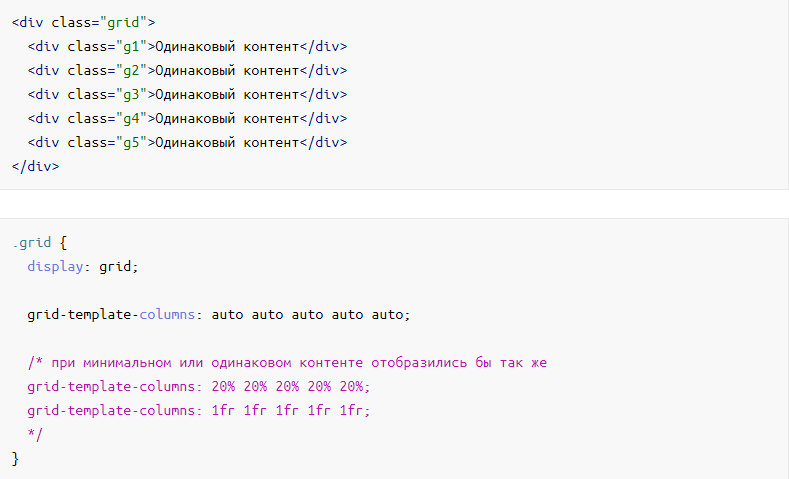 <div class="grid">
  <div class="g1">Одинаковый контент</div>
  <div class="g2">Одинаковый контент</div>
  <div class="g3">Одинаковый контент</div>
  <div class="g4">Одинаковый контент</div>
  <div class="g5">Одинаковый контент</div>
</div>
.grid {
  display: grid;
  grid-template-columns: auto auto auto auto auto;
  /* при минимальном или одинаковом контенте отобразились бы так же
  grid-template-columns: 20% 20% 20% 20% 20%;
  grid-template-columns: 1fr 1fr 1fr 1fr 1fr;
  */
}